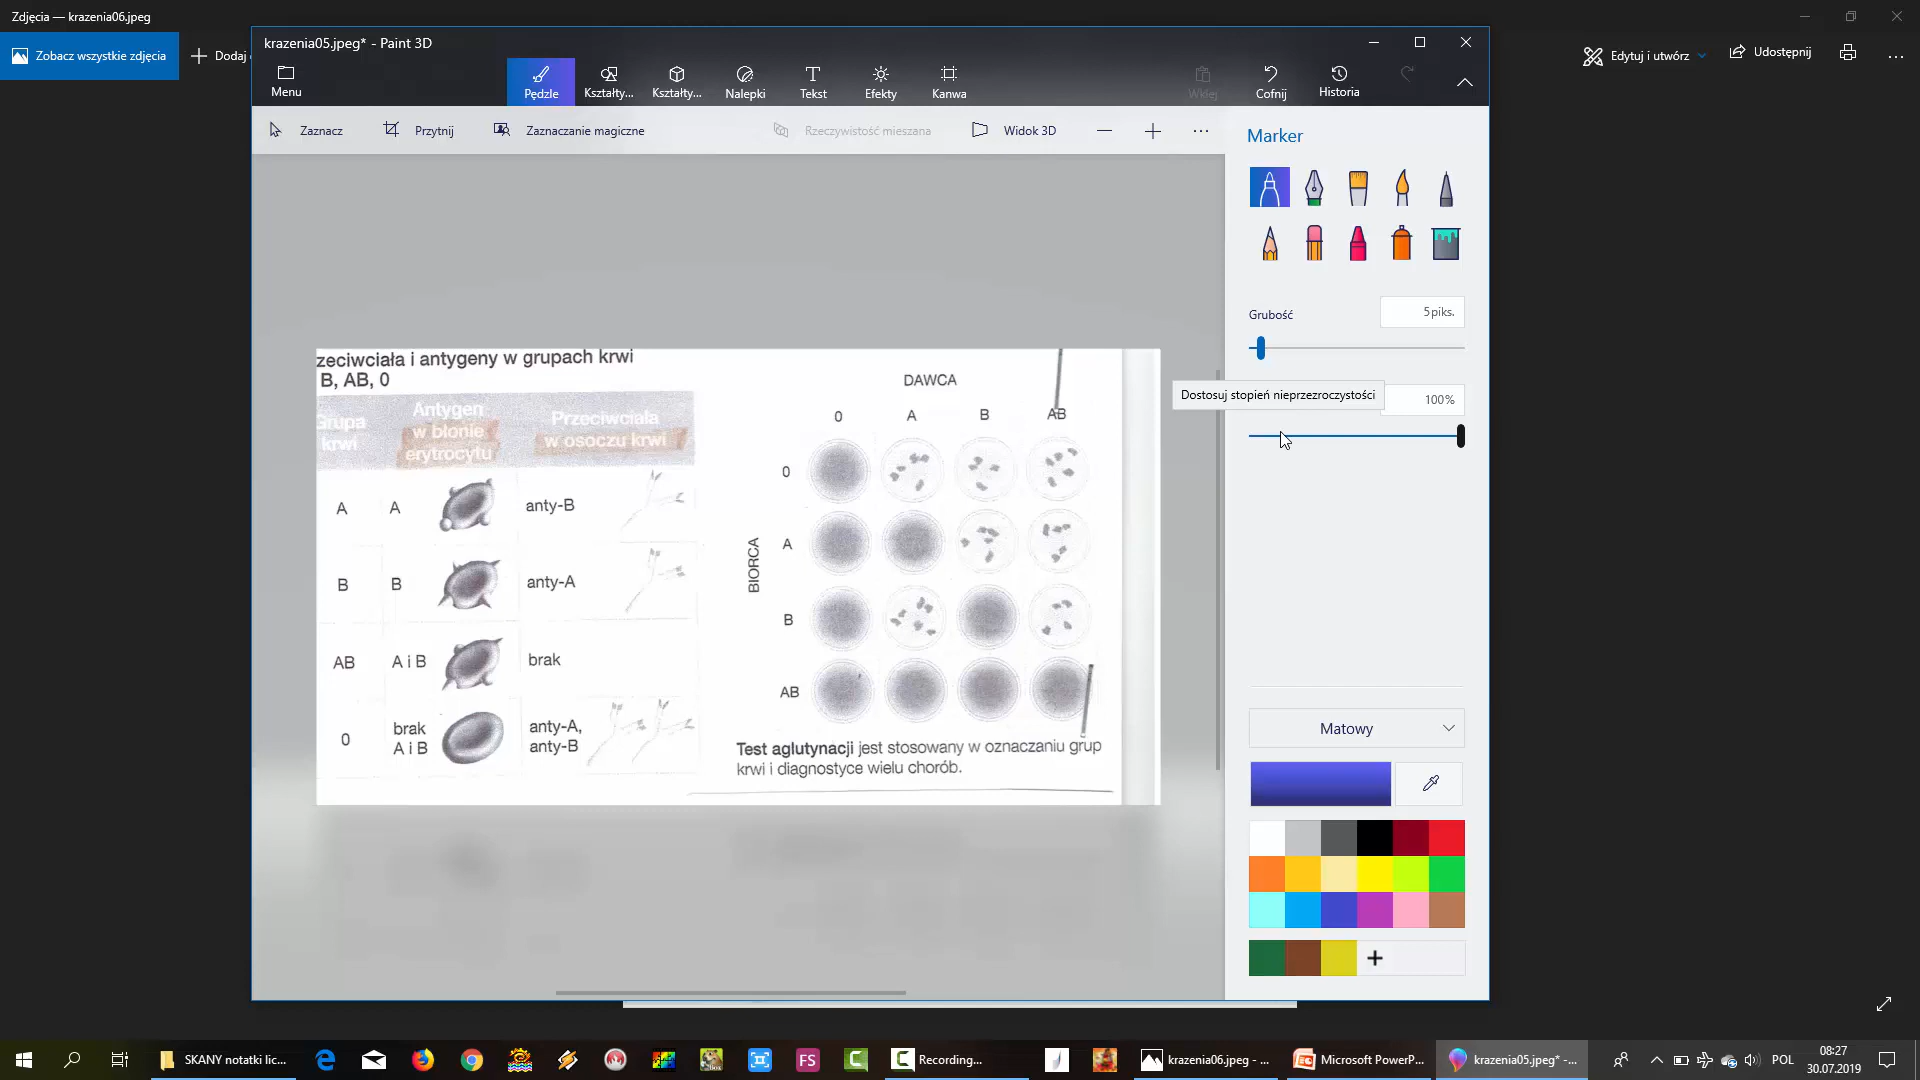 Zdjęcia — krazenia06.jpeg
Zobacz wszystkie zdjęcia
Dodaj
Edytuj i utwórz
Udostępnij
krazenia05.jpeg* - Paint 3D
Menu
Pędzle
Kształty...
Kształty...
Nalepki
Tekst
Efekty
Kanwa
Wklej
Cofnij
Historia
Zaznacz
Przytnij
Zaznaczanie magiczne
Rzeczywistość mieszana
Widok 3D
Marker
Grubość
5piks.
Dostosuj stopień nieprzezroczystości
100%
Matowy
zeciwciała i antygeny w grupach krwi
B, AB, 0
Grupa krwi
Antygen w błonie erytrocytu
Przeciwciała w osoczu krwi
A A anty-B
B B anty-A
AB A i B brak
0 brak A i B anty-A, anty-B
DAWCA
0 A B AB
BIORCA
0
A
B
AB
Test aglutynacji jest stosowany w oznaczaniu grup
krwi i diagnostyce wielu chorób.
SKANY notatki lic...
FS
Recording...
krazenia06.jpeg - ...
Microsoft PowerP...
krazenia05.jpeg* -...
POL
08:27
30.07.2019